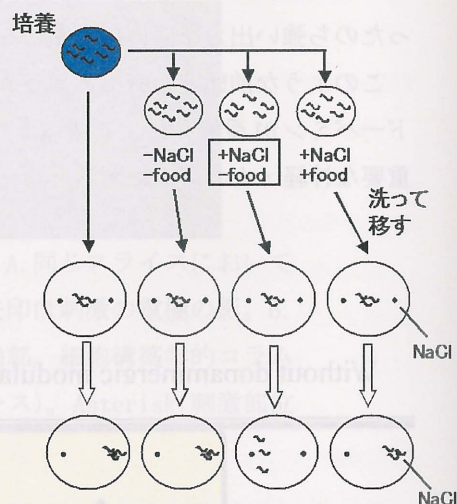 培養
−NaCl
−food
+NaCl
−food
+NaCl
+food
洗って
移す
NaCl
NaCl